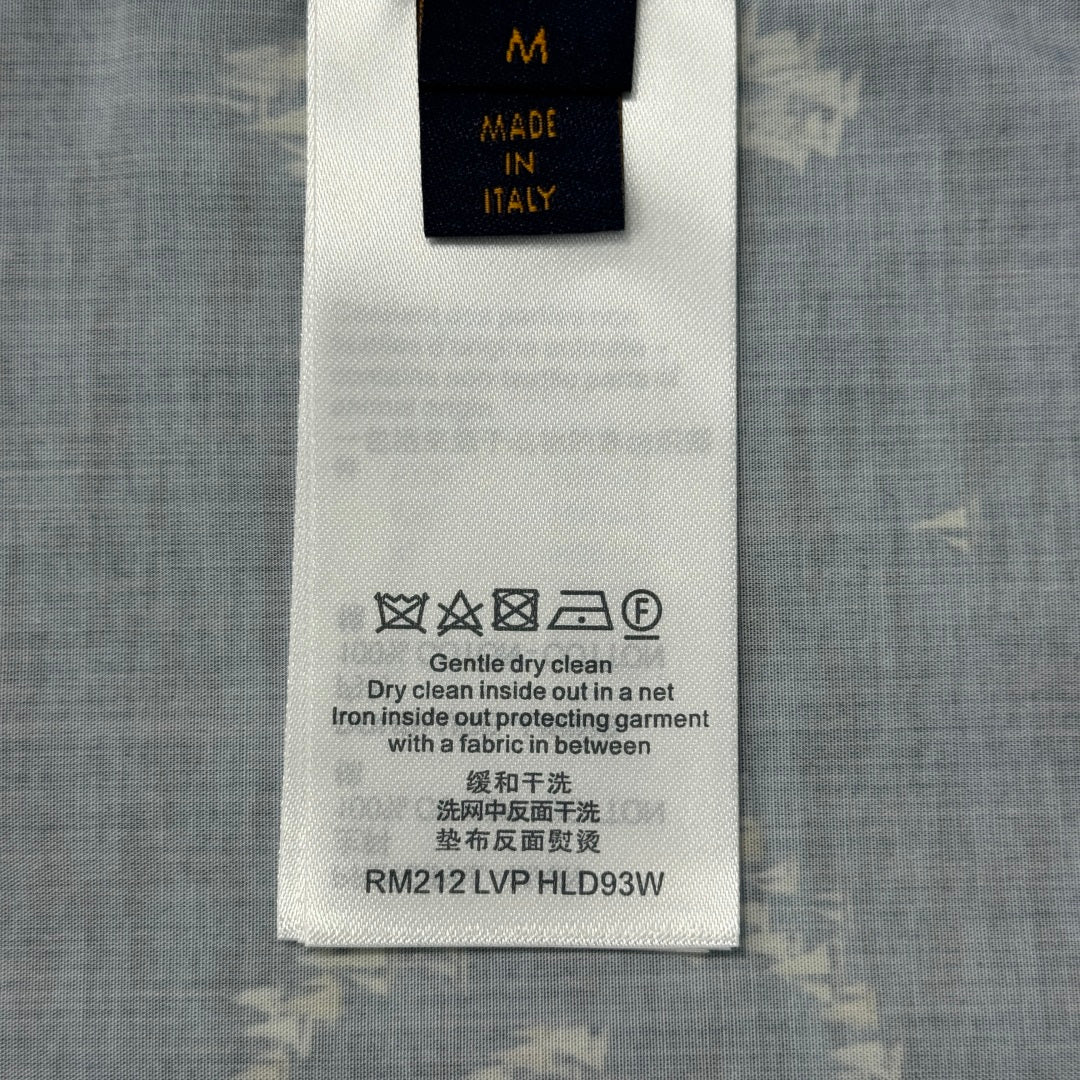 M
MADE
IN
ITALY
F
Gentle dry clean
Dry clean inside out in a net
Iron inside out protecting garment
with a fabric in between
缓和干洗
洗网中反面干洗
垫布反面熨烫
RM212 LVP HLD93W